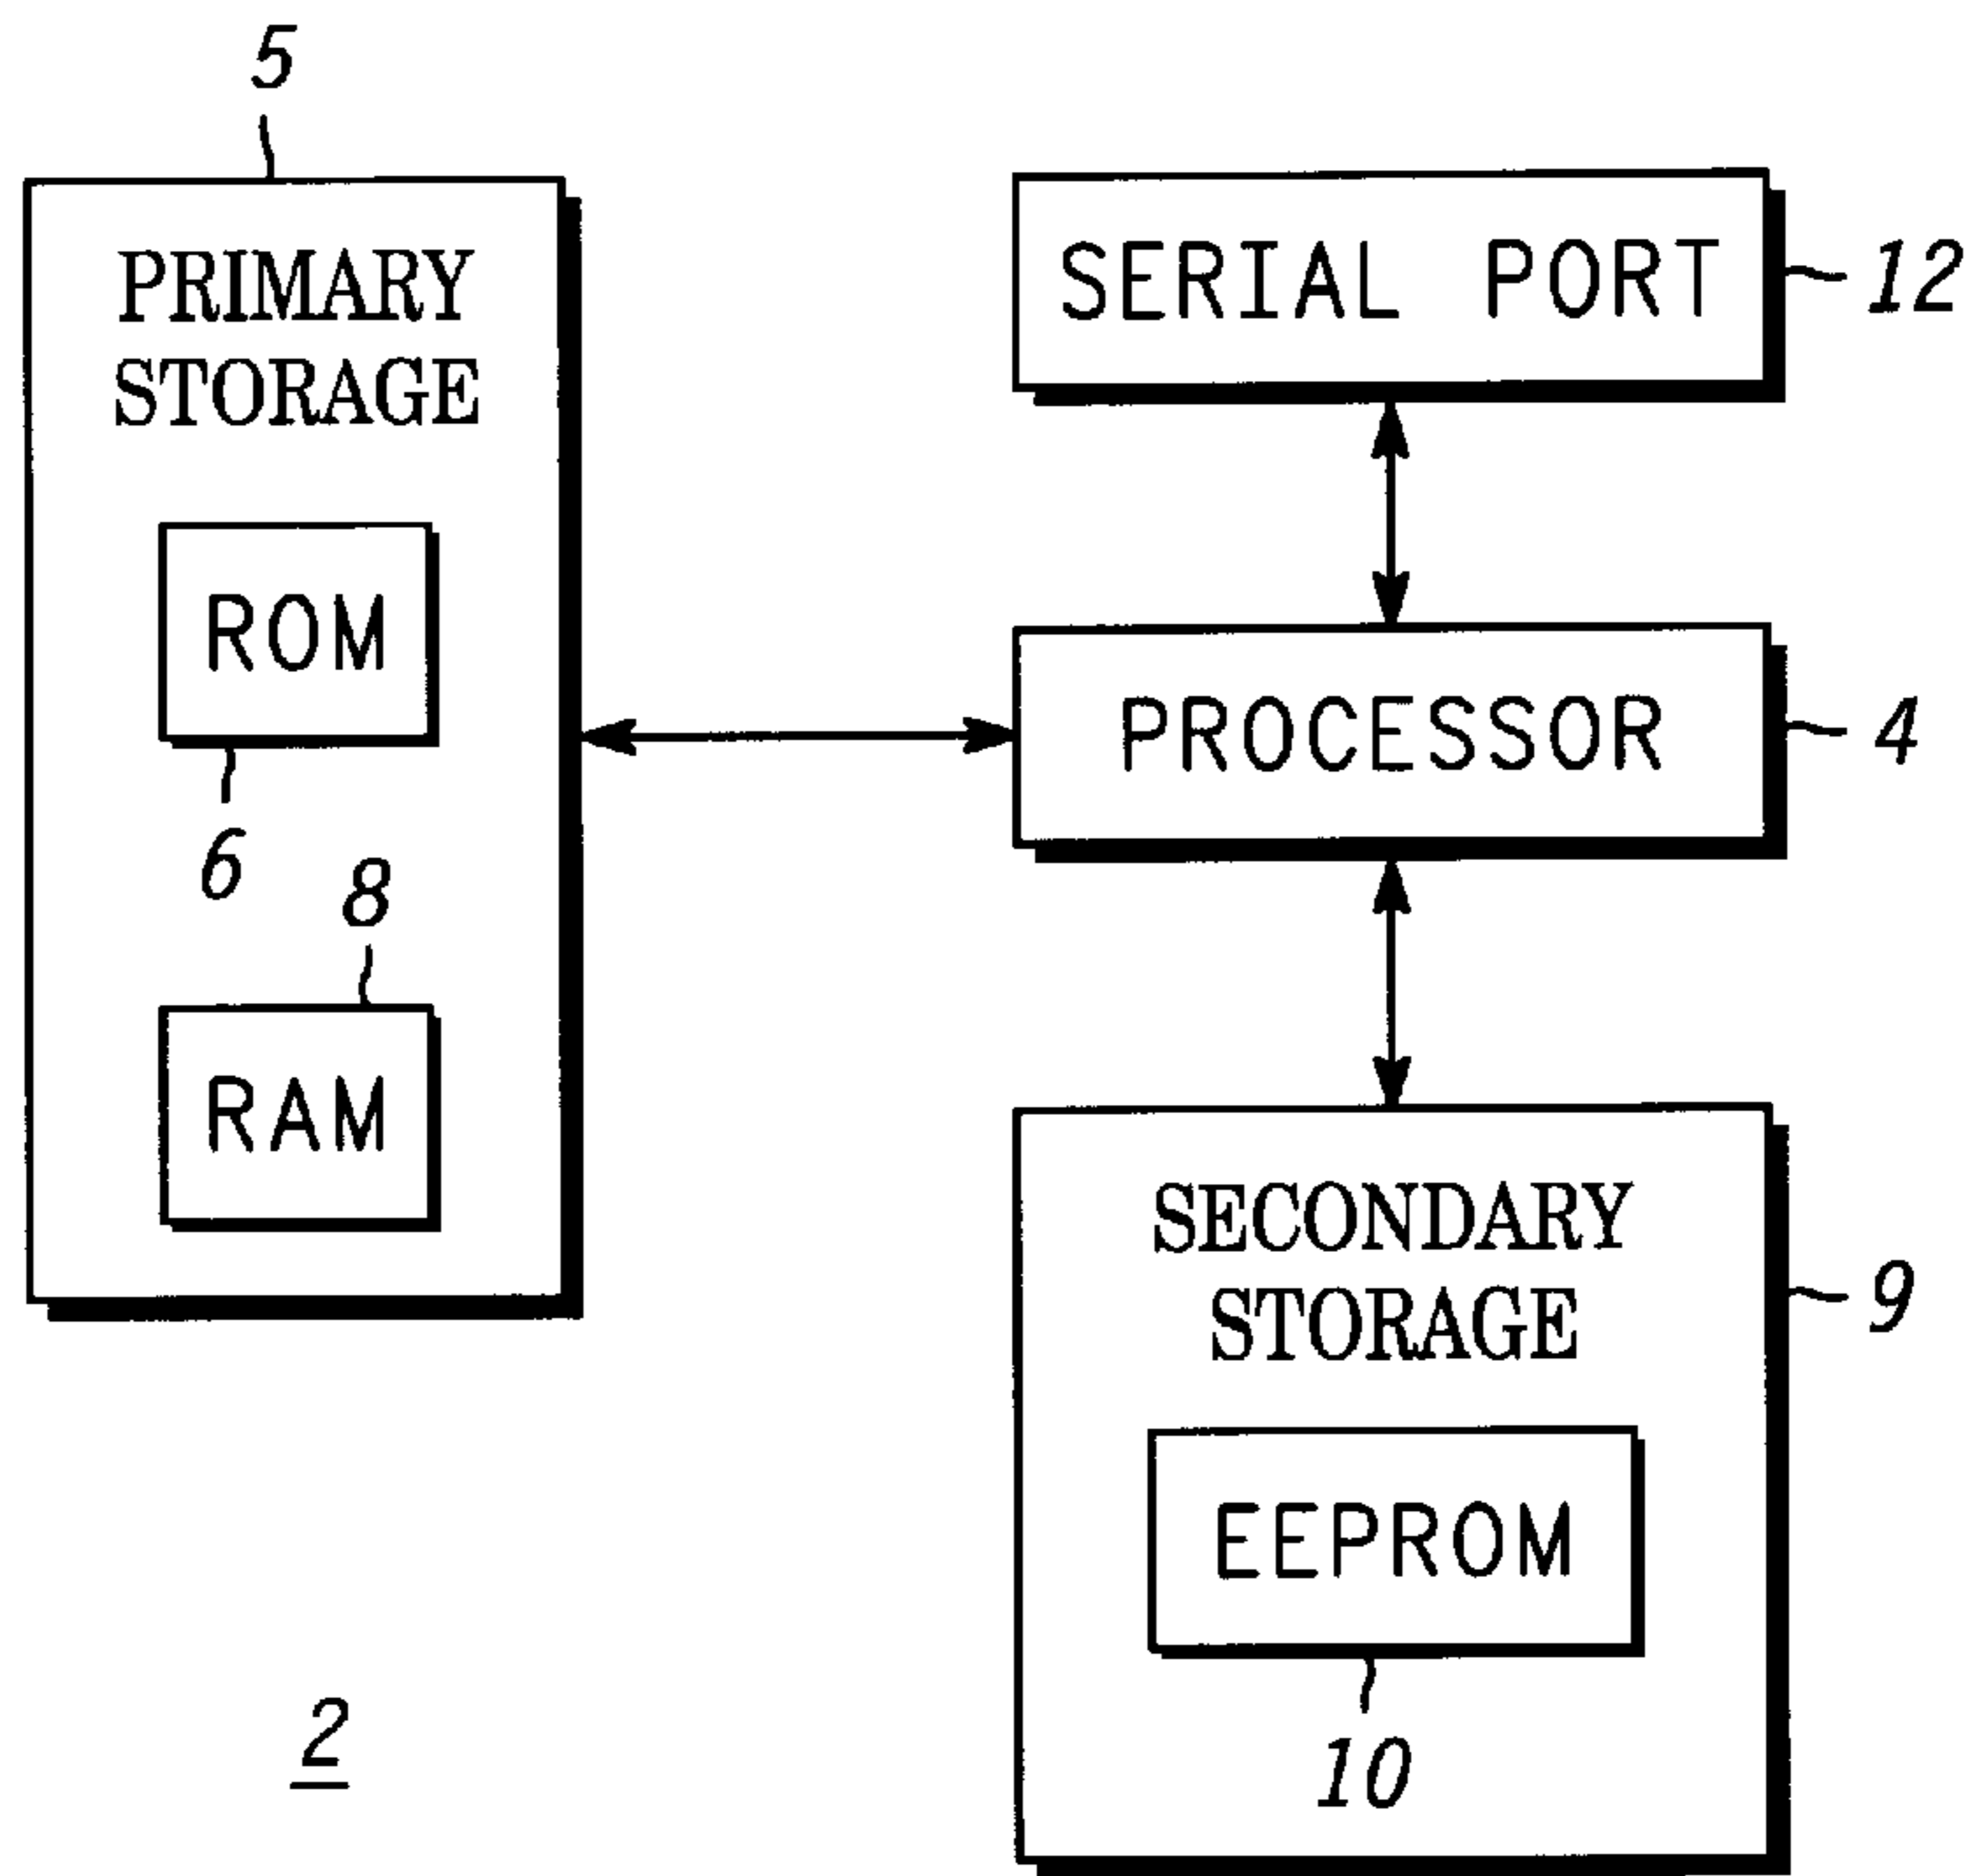 5
PRIMARY
STORAGE
ROM
6
8
RAM
SERIAL PORT
12
PROCESSOR
4
SECONDARY
STORAGE
9
EEPROM
10
2